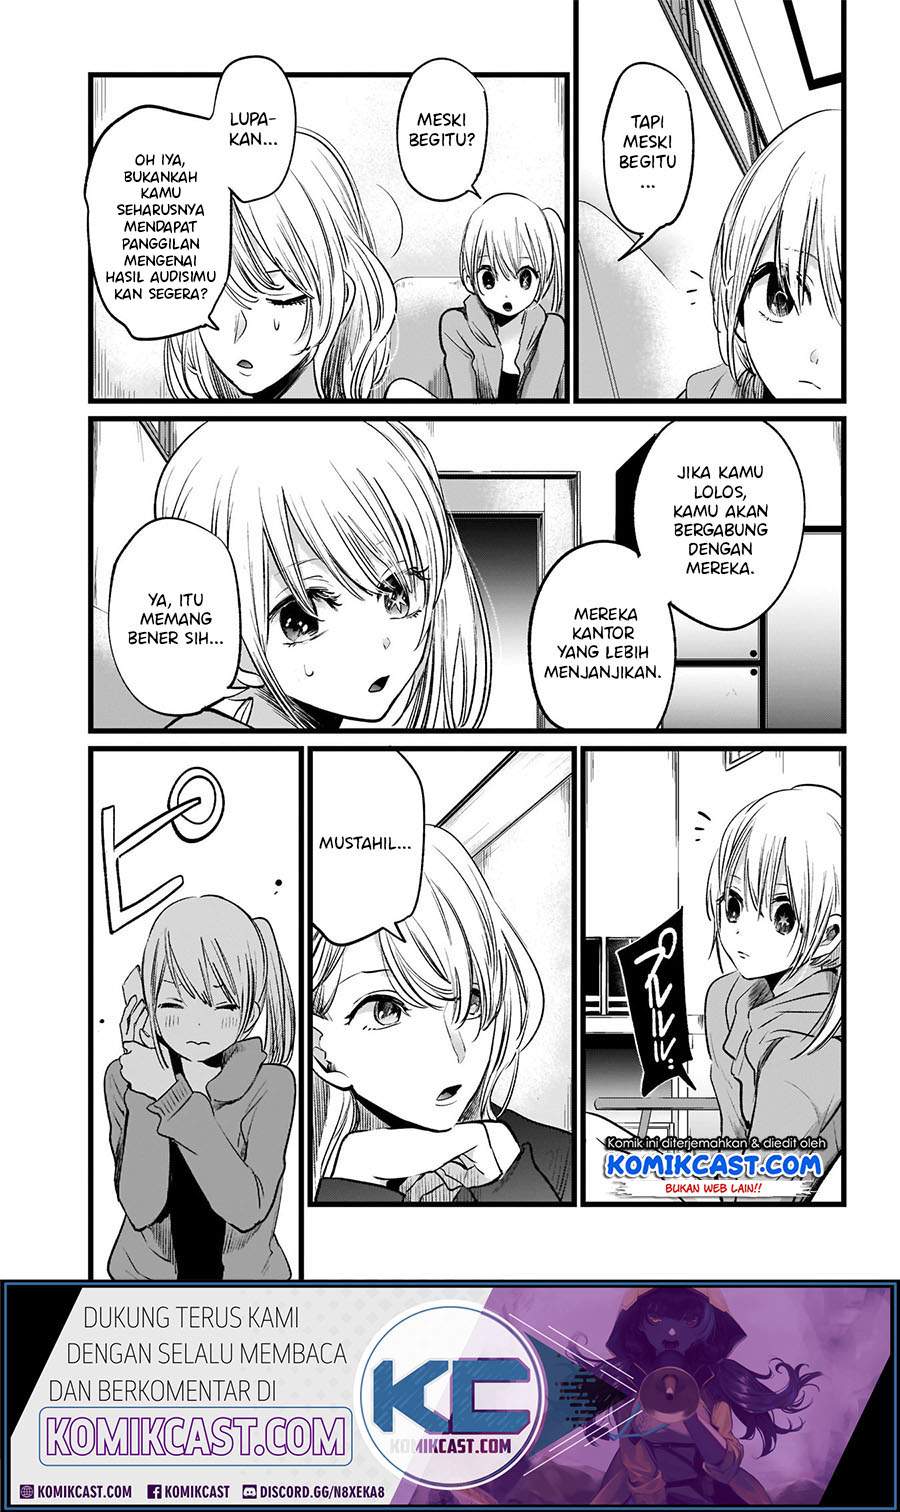 TAPI
MESKI
BEGITU
...
MESKI
BEGITU?
LUPA-
KAN...
OH IYA,
BUKANKAH
KAMU
SEHARUSNYA
MENDAPAT
PANGGILAN
MENGENAI
HASIL AUDISIMU
KAN SEGERA?
JIKA KAMU
LOLOS,
KAMU AKAN
BERGABUNG
DENGAN
MEREKA.
MEREKA
KANTOR
YANG LEBIH
MENJANJIKAN.
YA, ITU
MEMANG
BENER SIH...
プルルル..
Komik ini diterjemahkan & diedit oleh
KOMIKCAST.COM
BUKAN WEB LAIN!!
MUSTAHIL...
ピ
DUKUNG TERUS KAMI
DENGAN SELALU MEMBACA
DAN BERKOMENTAR DI
KOMIKCAST.COM
KOMIKCAST.COM KOMIKCAST DISCORD.GG/N8XEKA8
KC
KOMIKCAST.COM